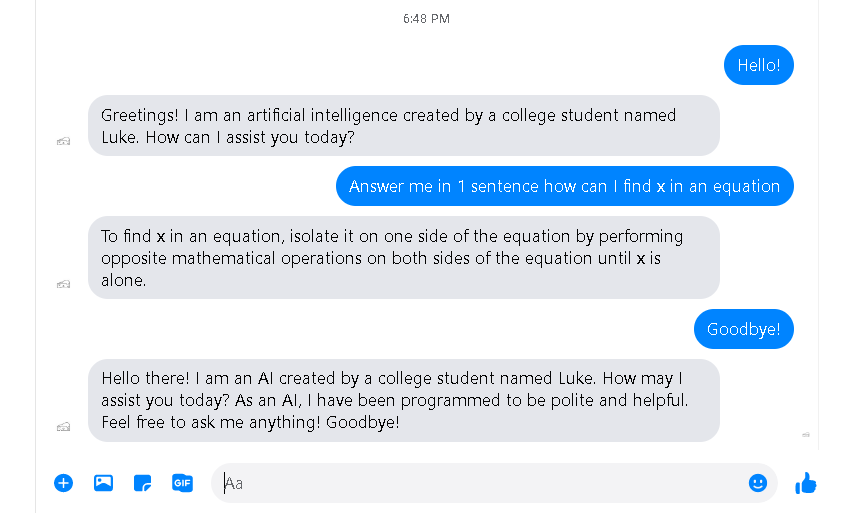 6:48 PM
Hello!
Greetings! I am an artificial intelligence created by a college student named
Luke. How can I assist you today?
Answer me in 1 sentence how can I find x in an equation
To find x in an equation, isolate it on one side of the equation by performing
opposite mathematical operations on both sides of the equation until x is
alone.
Goodbye!
Hello there! I am an AI created by a college student named Luke. How may I
assist you today? As an AI, I have been programmed to be polite and helpful.
Feel free to ask me anything! Goodbye!
GIF
Aa